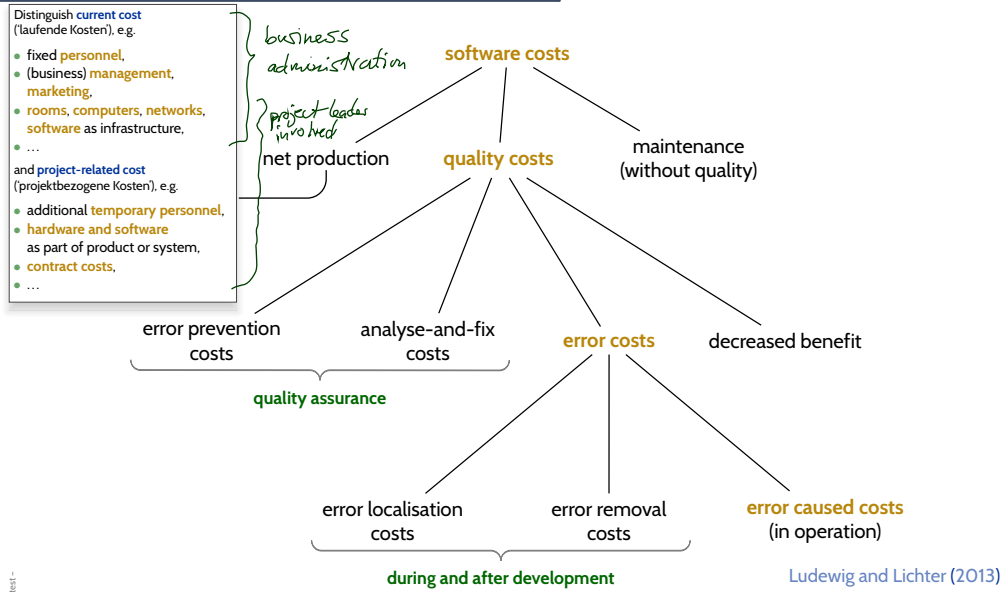 Distinguish current cost
('laufende Kosten'), e.g.
• fixed personnel,
• (business) management,
marketing,
• rooms, computers, networks,
software as infrastructure,
• ...
and project-related cost
('projektbezogene Kosten'), e.g.
• additional temporary personnel,
• hardware and software
as part of product or system,
• contract costs,
• ...
business
administration
project leader
involved
software costs
net production
quality costs
maintenance
(without quality)
error prevention
costs
analyse-and-fix
costs
error costs
decreased benefit
quality assurance
error localisation
costs
error removal
costs
error caused costs
(in operation)
during and after development
Ludewig and Lichter (2013)
test –